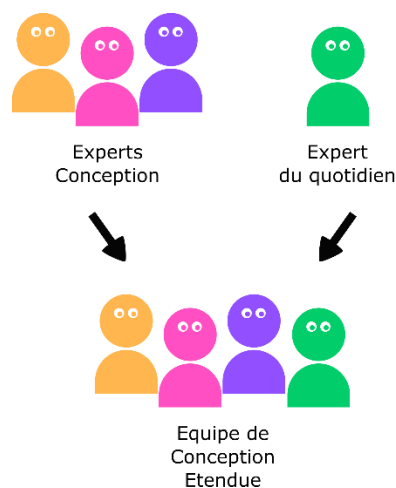 Experts
Conception
Expert
du quotidien
Equipe de
Conception
Etendue